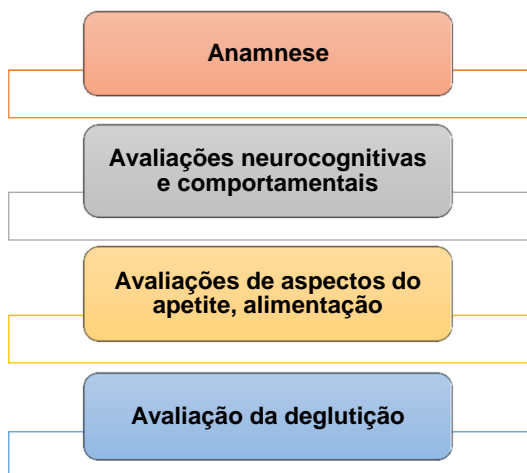 Anamnese
Avaliações neurocognitivas
e comportamentais
Avaliações de aspectos do
apetite, alimentação
Avaliação da deglutição